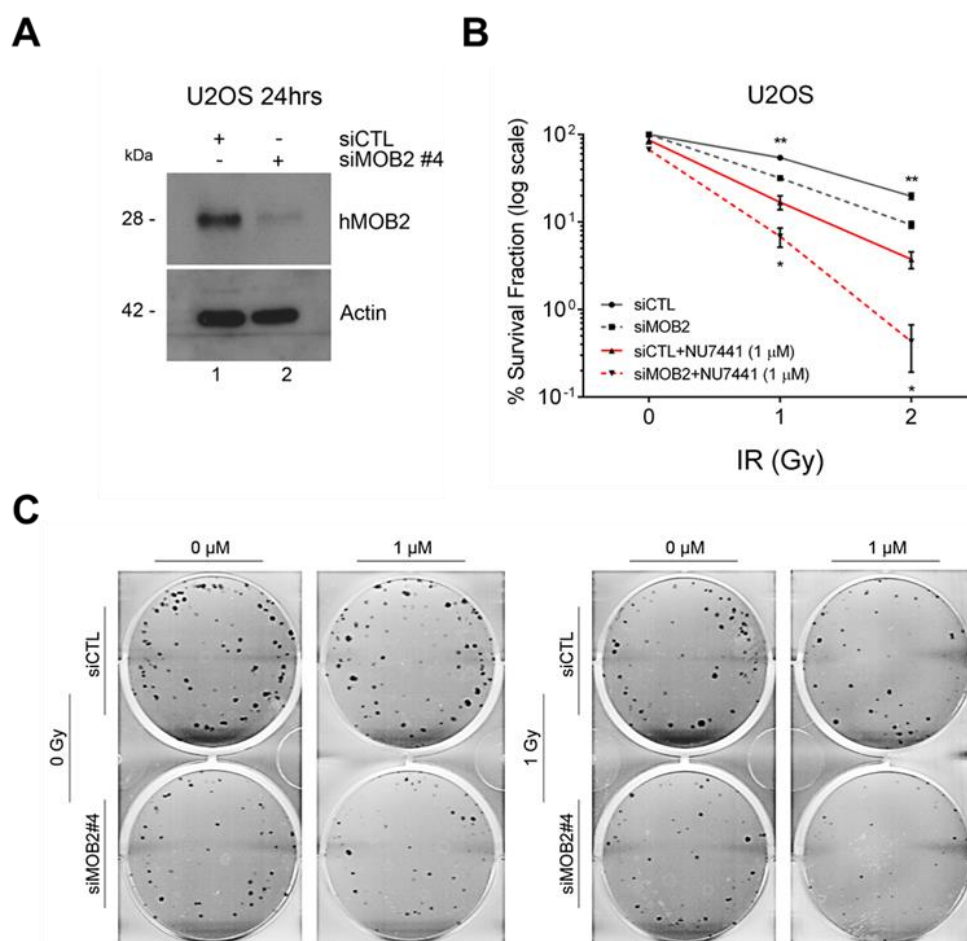 A
U2OS 24hrs
+ - siCTL
kDa - + siMOB2 #4
28 - hMOB2
42 - Actin
1 2
B
U2OS
% Survival Fraction (log scale)
10²
10¹
10⁰
10⁻¹
** **
* *
siCTL
siMOB2
siCTL+NU7441 (1 µM)
siMOB2+NU7441 (1 µM)
0 1 2
IR (Gy)
C
0 µM 1 µM 0 µM 1 µM
0 Gy
siCTL
siMOB2#4
1 Gy
siCTL
siMOB2#4